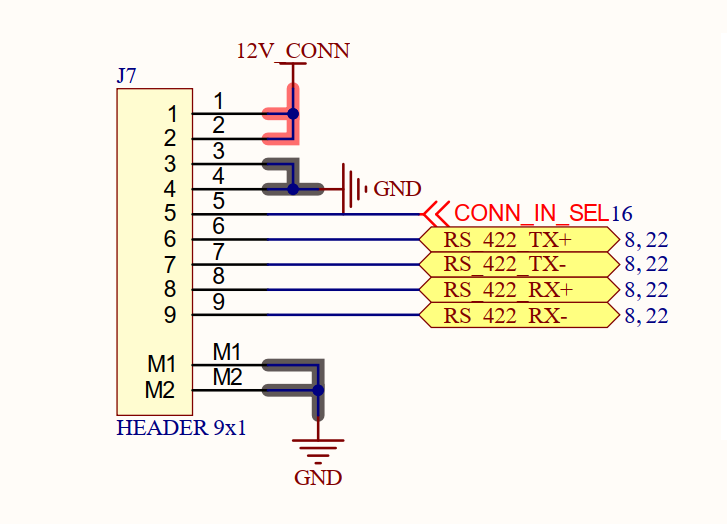 12V_CONN
J7
1 1
2 2
3 3
4 4 GND
5 5 CONN_IN_SEL 16
6 6 RS_422_TX+ 8, 22
7 7 RS_422_TX- 8, 22
8 8 RS_422_RX+ 8, 22
9 9 RS_422_RX- 8, 22
M1 M1
M2 M2
HEADER 9x1
GND